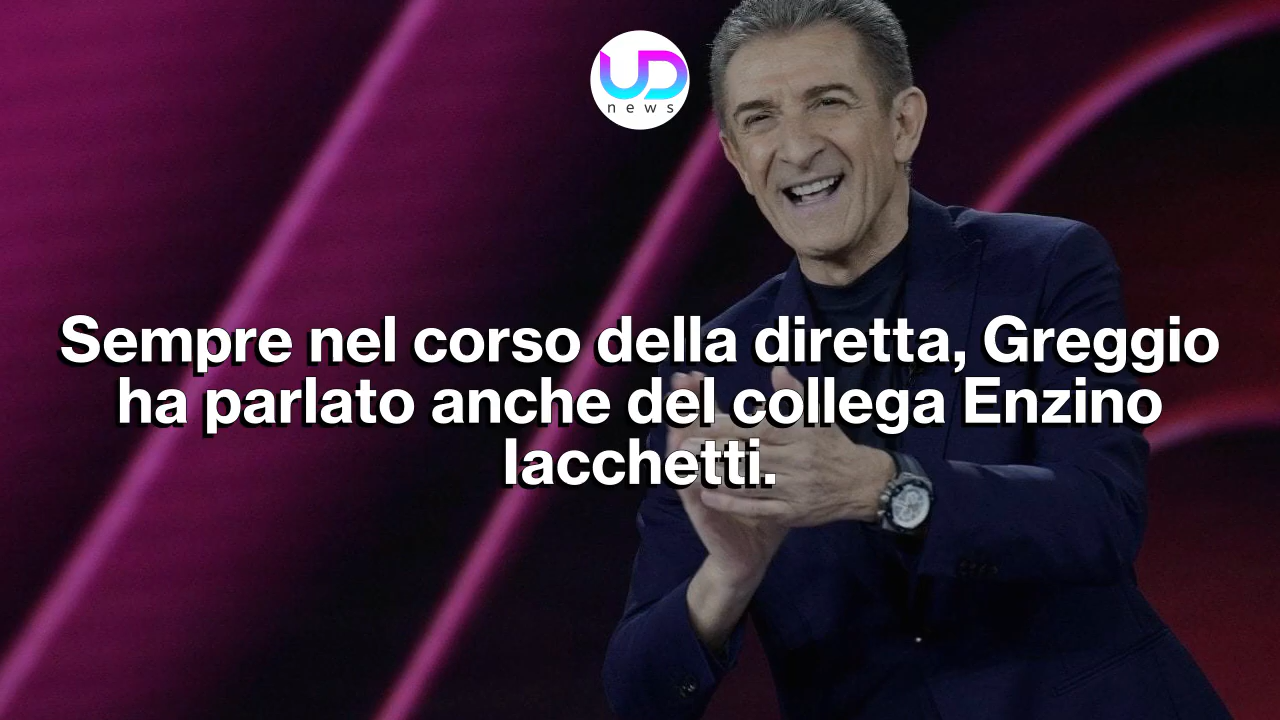 UD
news
Sempre nel corso della diretta, Greggio
ha parlato anche del collega Enzino
Iacchetti.